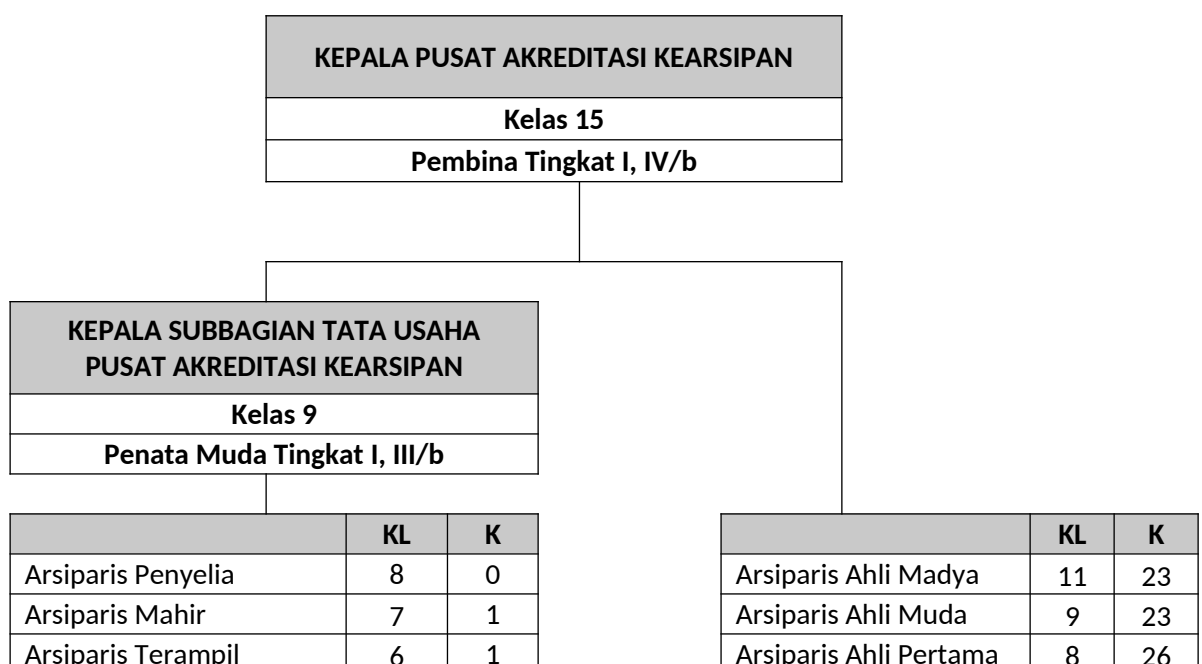 KEPALA PUSAT AKREDITASI KEARSIPAN
Kelas 15
Pembina Tingkat I, IV/b
KEPALA SUBBAGIAN TATA USAHA
PUSAT AKREDITASI KEARSIPAN
Kelas 9
Penata Muda Tingkat I, III/b
KL K
Arsiparis Penyelia 8 0
Arsiparis Mahir 7 1
Arsiparis Terampil 6 1
KL K
Arsiparis Ahli Madya 11 23
Arsiparis Ahli Muda 9 23
Arsiparis Ahli Pertama 8 26